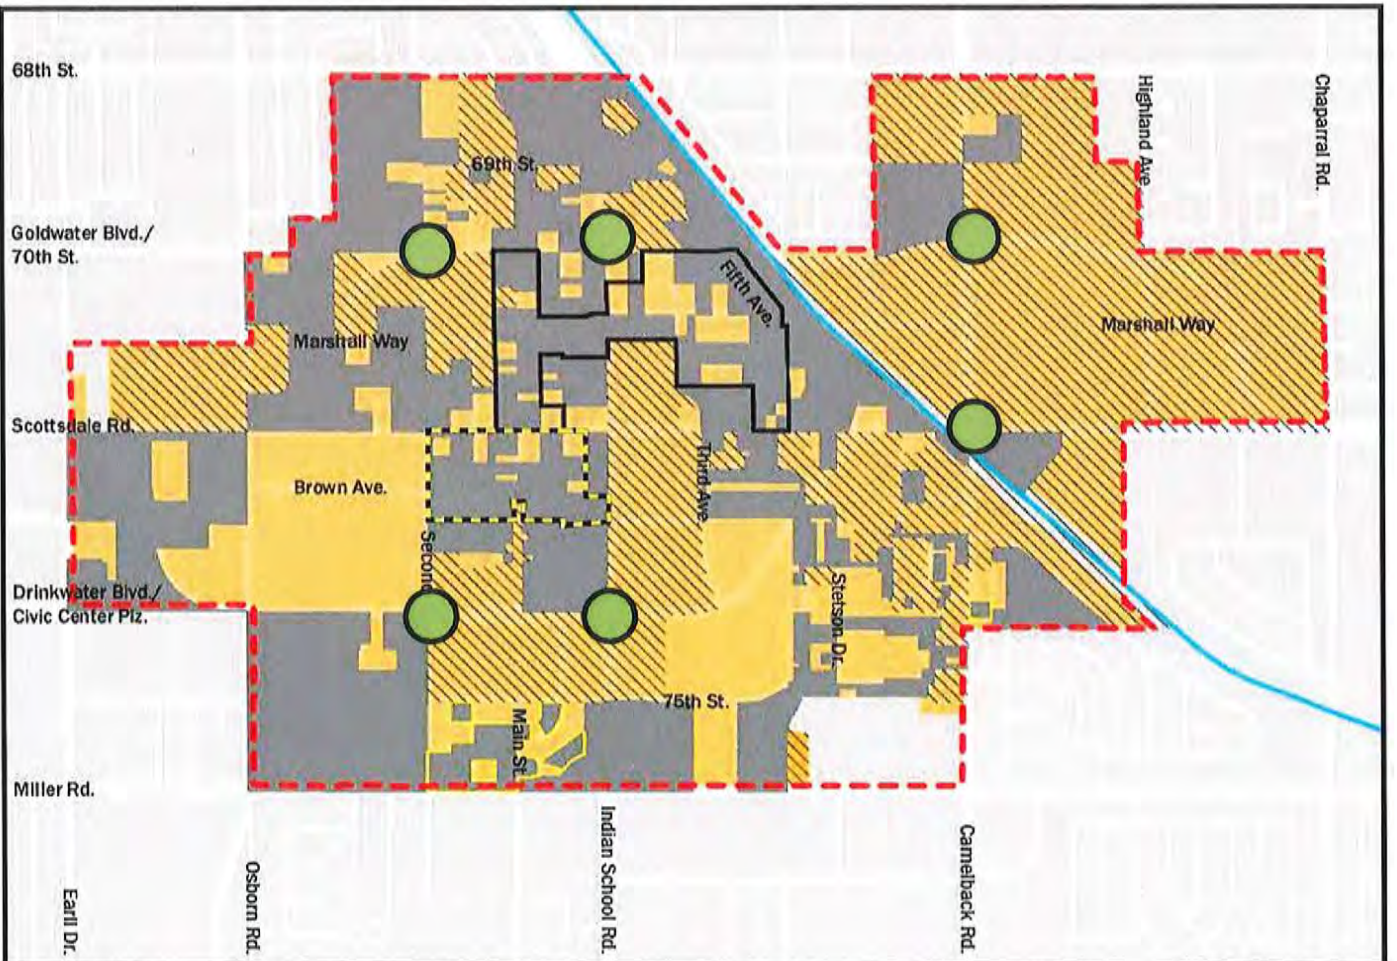 68th St.
Highland Ave.
Chaparral Rd.
69th St.
Goldwater Blvd./
70th St.
Fifth Ave.
Marshall Way
Marshall Way
Scottsdale Rd.
Third Ave.
Brown Ave.
Second
Drinkwater Blvd./
Civic Center Plz.
Stetson Dr.
75th St.
Main St.
Miller Rd.
Indian School Rd.
Camelback Rd.
Osborn Rd.
Earll Dr.